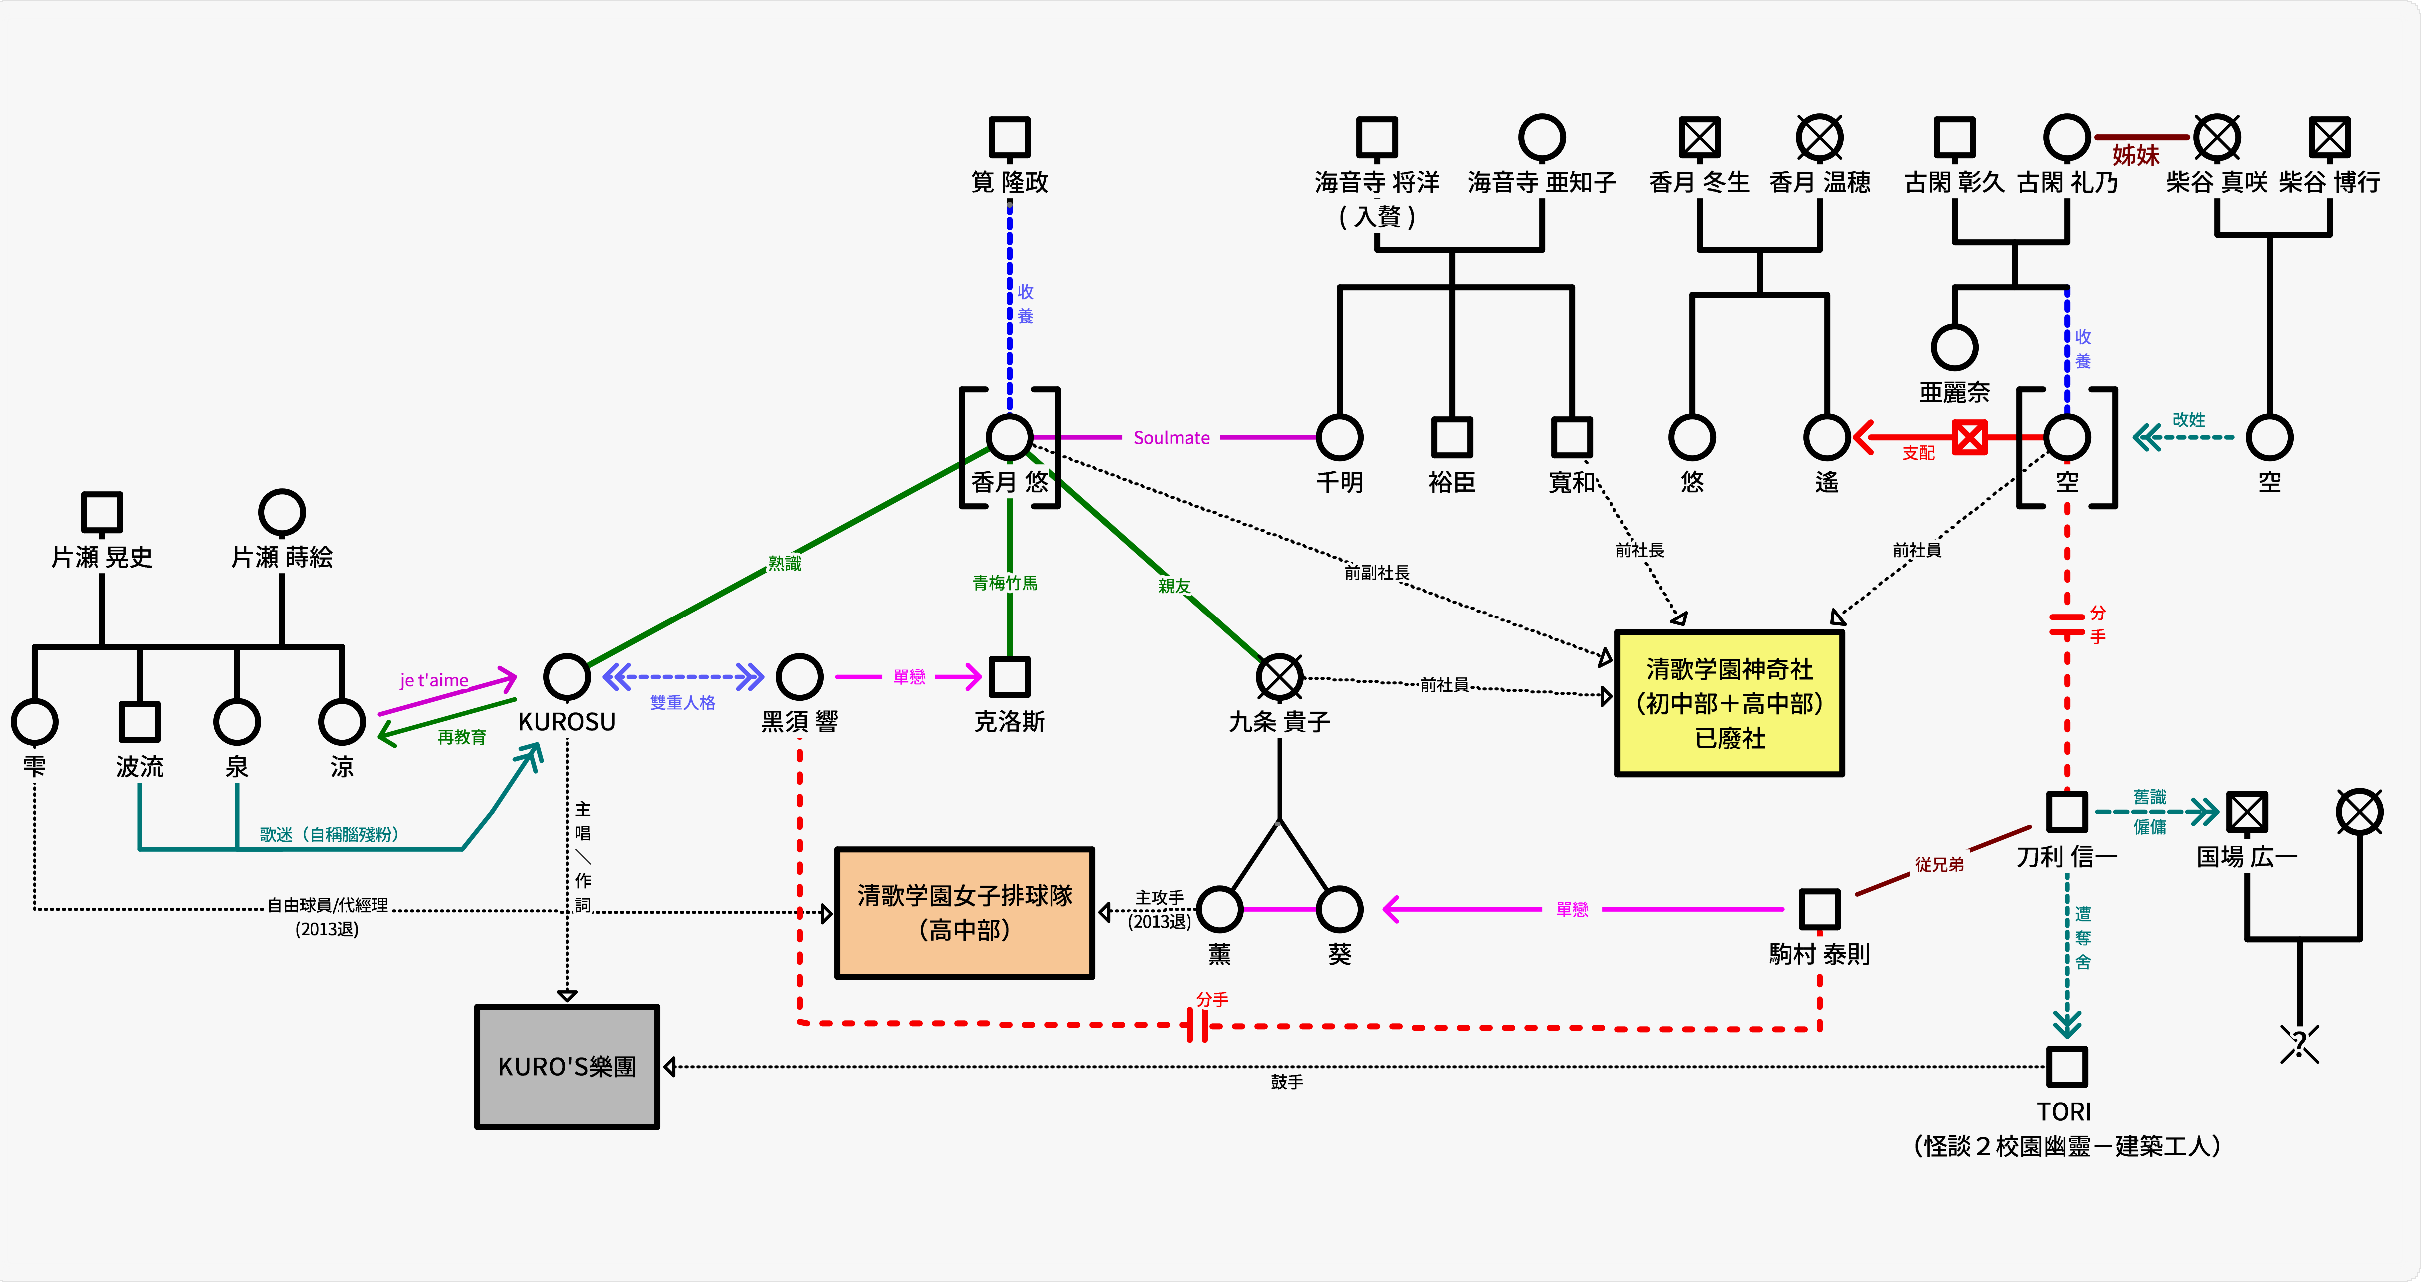 筧 隆政
海音寺 将洋
( 入贅 )
海音寺 亜知子
香月 冬生
香月 温穂
古閑 彰久
古閑 礼乃
姊妹
柴谷 真咲
柴谷 博行
收養
收養
亜麗奈
香月 悠
Soulmate
千明
裕臣
寬和
悠
遙
支配
空
改姓
空
片瀬 晃史
片瀬 蒔絵
熟識
青梅竹馬
親友
前副社長
前社長
前社員
分手
je t'aime
再教育
KUROSU
雙重人格
黑須 響
單戀
克洛斯
九条 貴子
前社員
清歌学園神奇社
（初中部＋高中部）
已廢社
雫
波流
泉
涼
歌迷（自稱腦殘粉）
主唱╲作詞
刀利 信一
舊識
僱傭
国場 広一
從兄弟
自由球員/代經理
(2013退)
清歌学園女子排球隊
（高中部）
主攻手
(2013退)
薰
葵
單戀
駒村 泰則
遭奪舍
分手
?
KURO'S樂團
鼓手
TORI
（怪談２校園幽靈－建築工人）